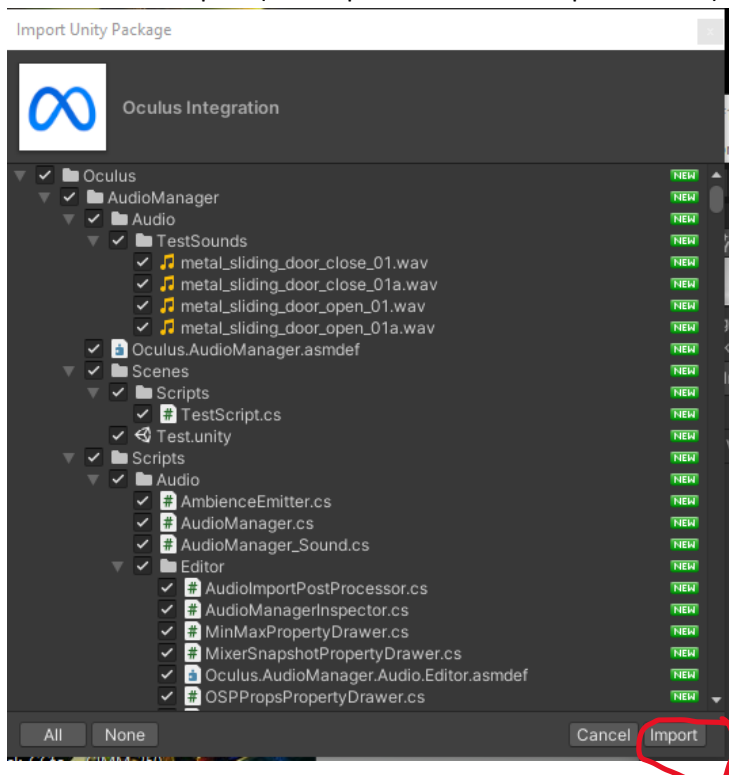 Import Unity Package
Oculus Integration
Oculus NEW
AudioManager NEW
Audio NEW
TestSounds NEW
metal_sliding_door_close_01.wav NEW
metal_sliding_door_close_01a.wav NEW
metal_sliding_door_open_01.wav NEW
metal_sliding_door_open_01a.wav NEW
Oculus.AudioManager.asmdef NEW
Scenes NEW
Scripts NEW
TestScript.cs NEW
Test.unity NEW
Scripts NEW
Audio NEW
AmbienceEmitter.cs NEW
AudioManager.cs NEW
AudioManager_Sound.cs NEW
Editor NEW
AudioImportPostProcessor.cs NEW
AudioManagerInspector.cs NEW
MinMaxPropertyDrawer.cs NEW
MixerSnapshotPropertyDrawer.cs NEW
Oculus.AudioManager.Audio.Editor.asmdef NEW
OSPPropsPropertyDrawer.cs NEW
All None Cancel Import